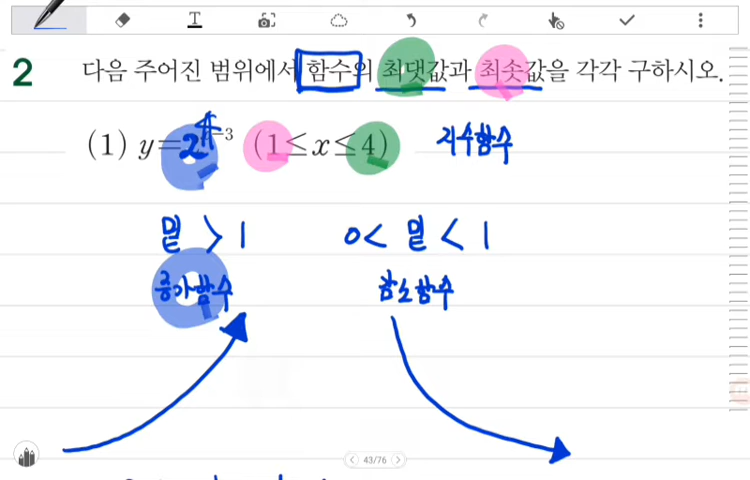 2 다음 주어진 범위에서 함수의 최댓값과 최솟값을 각각 구하시오.
(1) y=2 −3 (1≤x≤4) 지수함수
밑 > 1 0< 밑 < 1
증가함수 감소함수
43/76